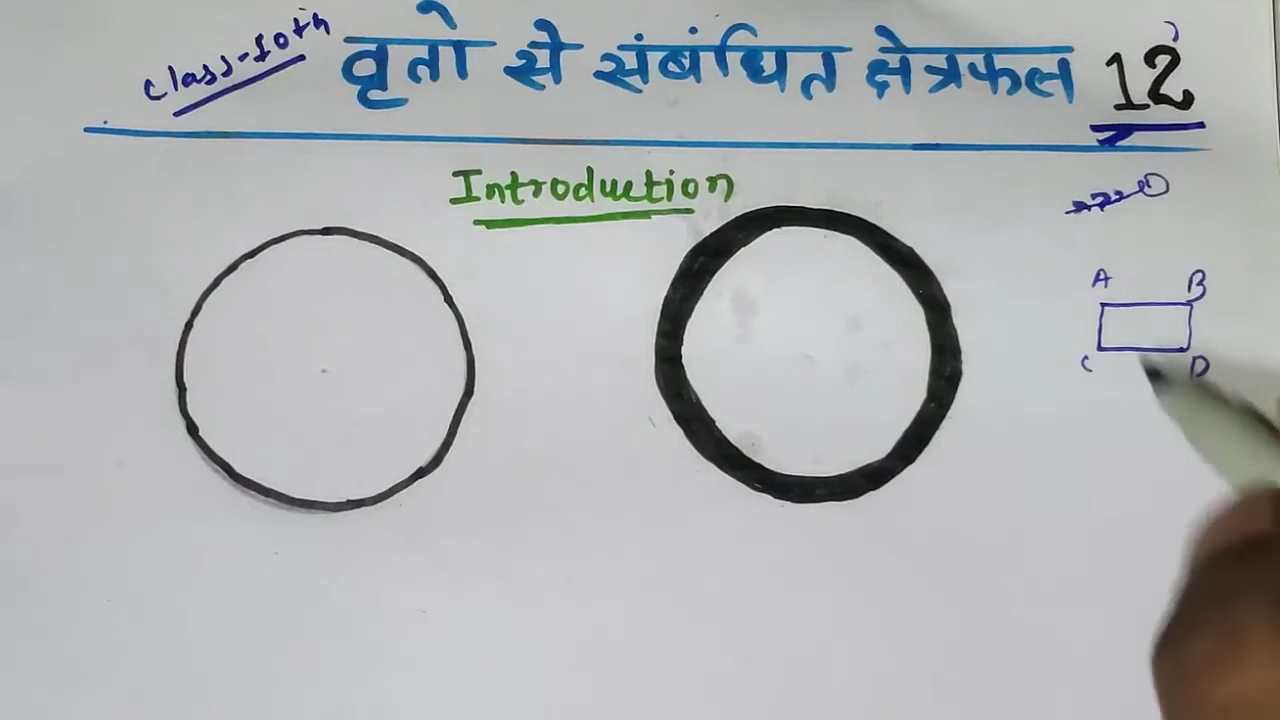 class-10th
वृतो से संबंधित क्षेत्रफल 12
Introduction
A B
C D